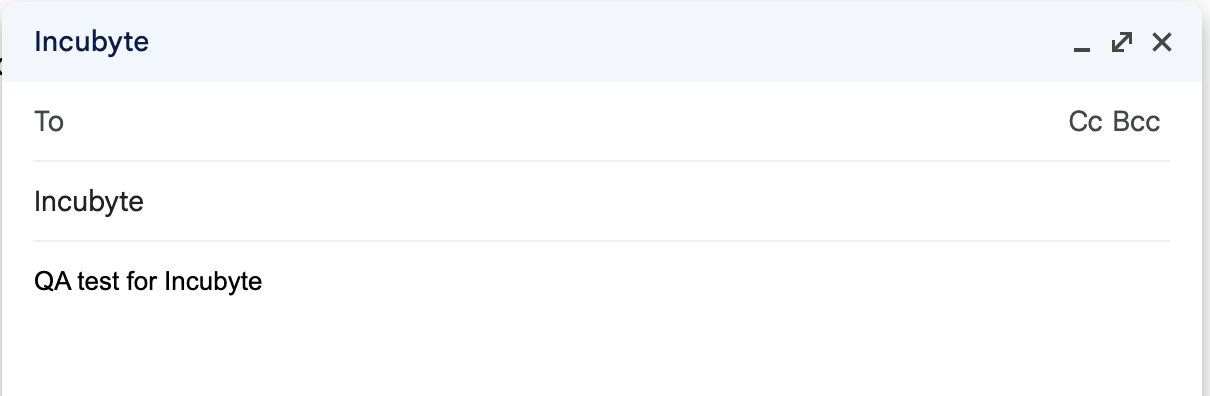 Incubyte
To Cc Bcc
Incubyte
QA test for Incubyte